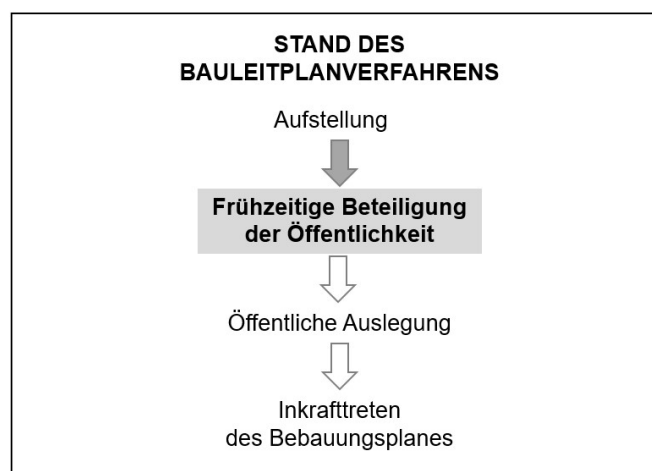 STAND DES
BAULEITPLANVERFAHRENS
Aufstellung
Frühzeitige Beteiligung
der Öffentlichkeit
Öffentliche Auslegung
Inkrafttreten
des Bebauungsplanes